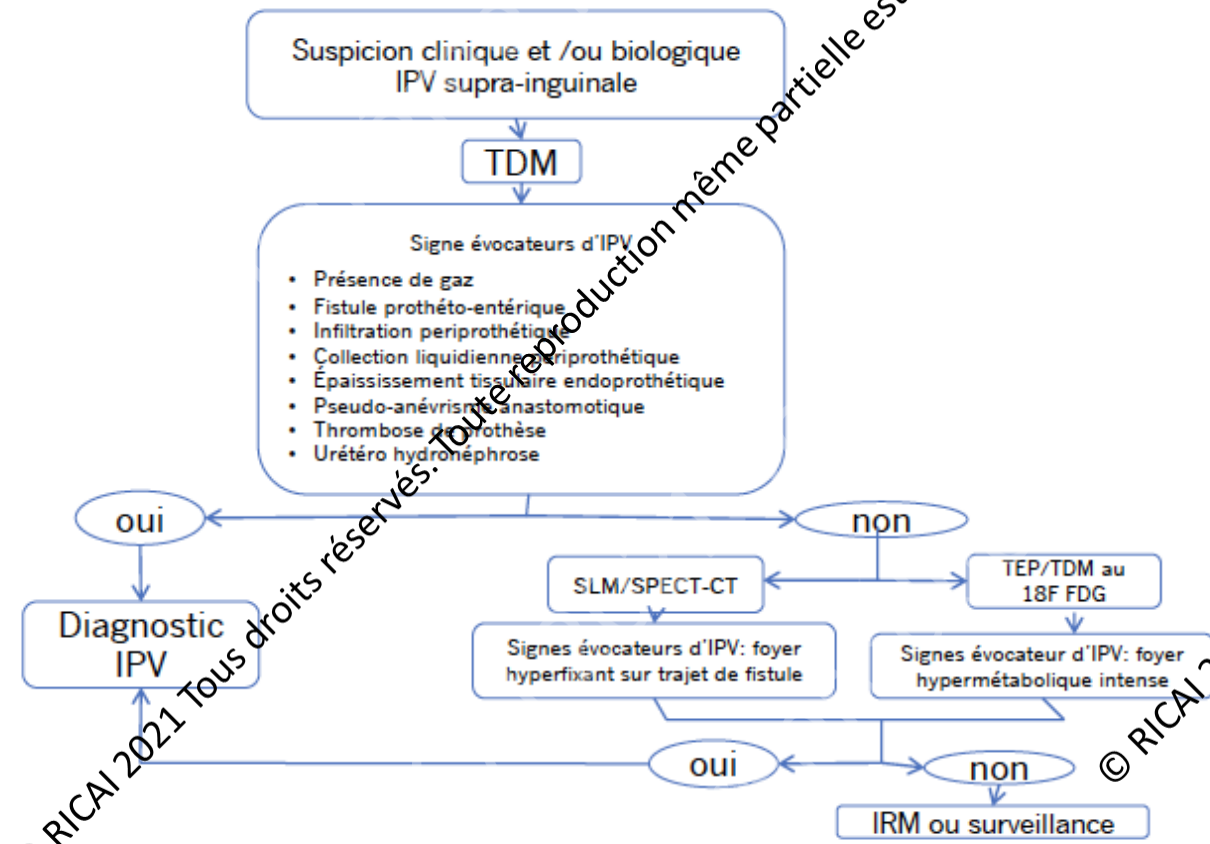 Suspicion clinique et /ou biologique
IPV supra-inguinale
TDM
Signe évocateurs d'IPV
• Présence de gaz
• Fistule prothéto-entérique
• Infiltration periprothétique
• Collection liquidienne périprothétique
• Épaississement tissulaire endoprothétique
• Pseudo-anévrisme anastomotique
• Thrombose de prothèse
• Urétéro hydronéphrose
oui
non
SLM/SPECT-CT
TEP/TDM au
18F FDG
Diagnostic
IPV
Signes évocateurs d'IPV: foyer
hyperfixant sur trajet de fistule
Signes évocateur d'IPV: foyer
hypermétabolique intense
oui
non
IRM ou surveillance
RICAI 2021 Tous droits réservés. Toute reproduction même partielle
© RICAI